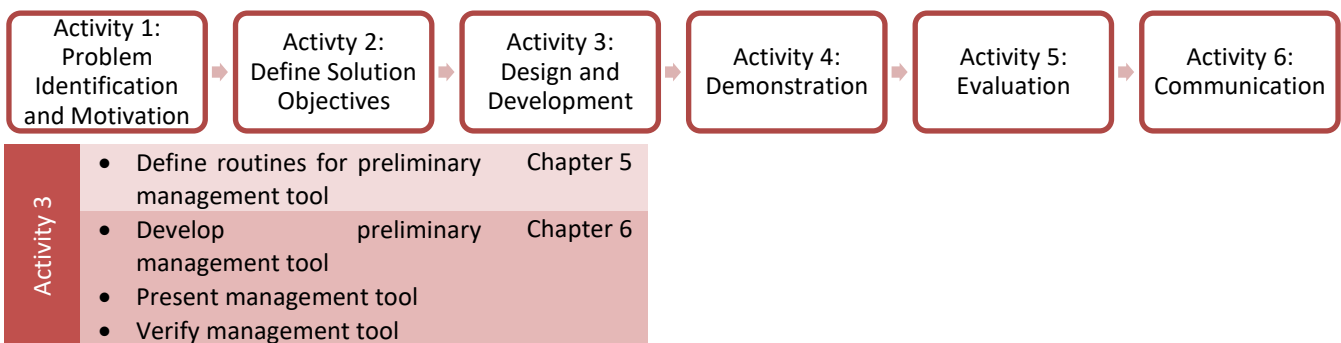 Activity 1:
Problem
Identification
and Motivation
Activty 2:
Define Solution
Objectives
Activity 3:
Design and
Development
Activity 4:
Demonstration
Activity 5:
Evaluation
Activity 6:
Communication
Activity 3
• Define routines for preliminary Chapter 5
management tool
• Develop preliminary Chapter 6
management tool
• Present management tool
• Verify management tool